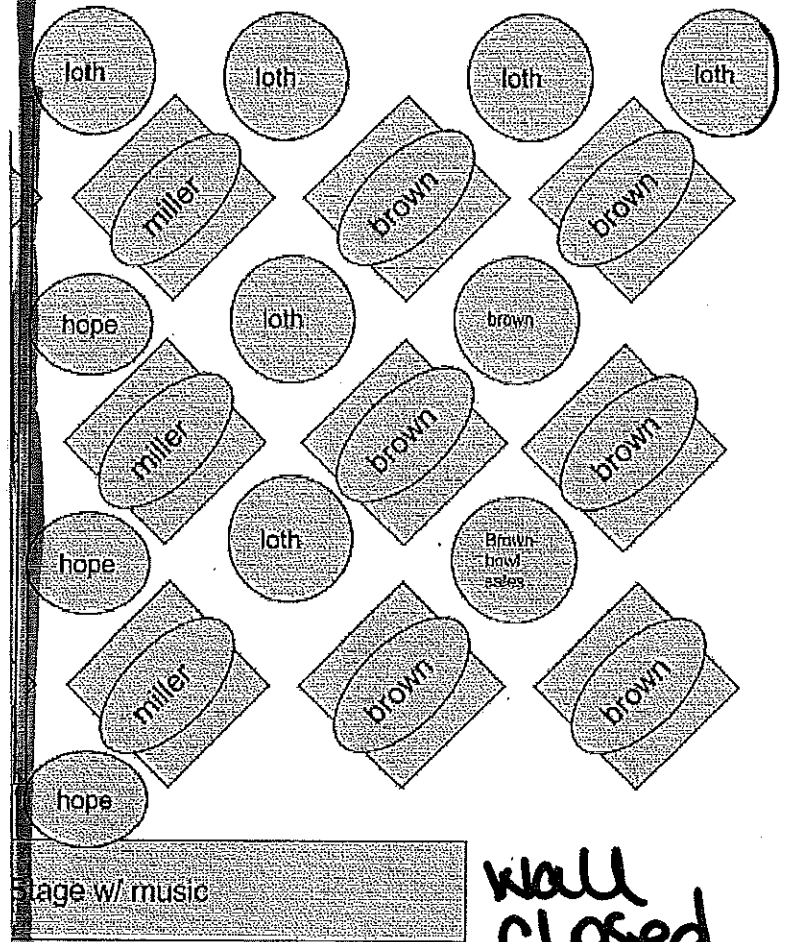 loth loth loth loth
miller brown brown
hope loth brown
miller brown brown
hope loth Brown
bowl
sales
miller brown brown
hope
Stage w/ music
wall
closed